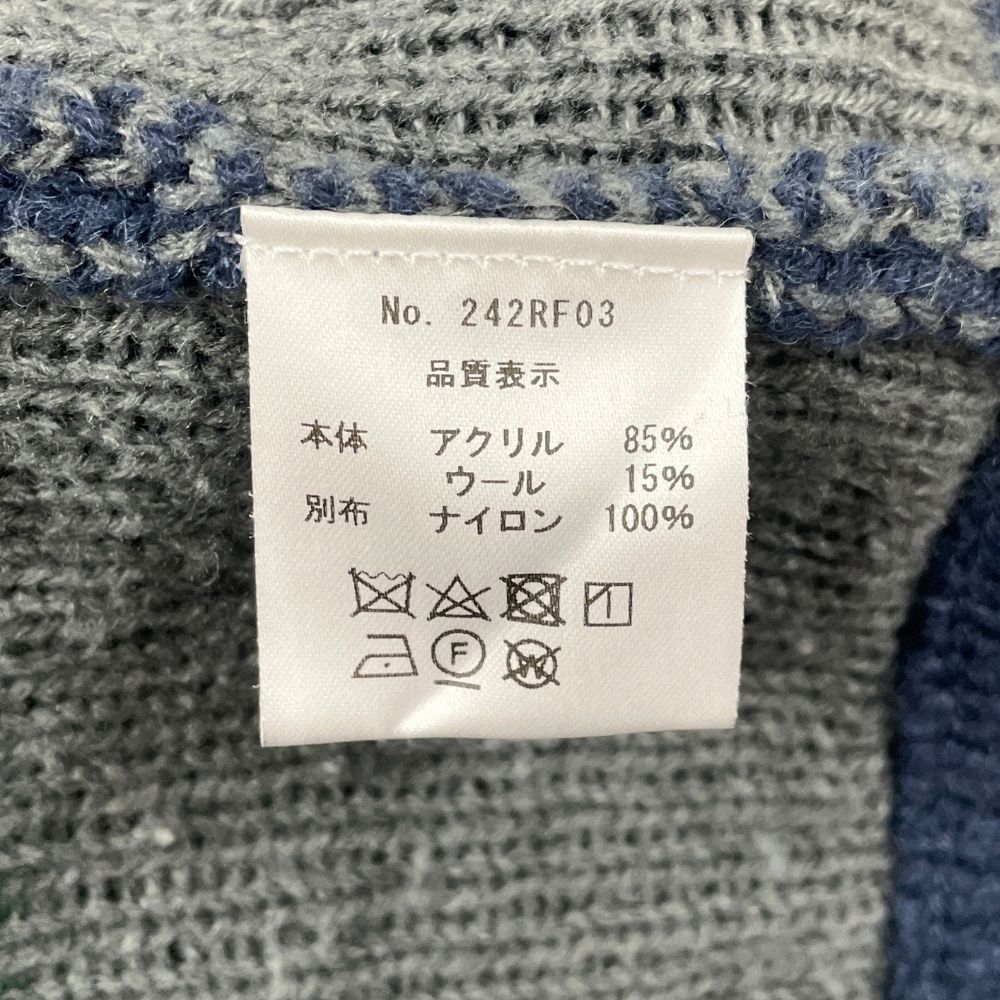 No. 242RF03
品質表示
本体 アクリル 85%
ウール 15%
別布 ナイロン 100%
F
W